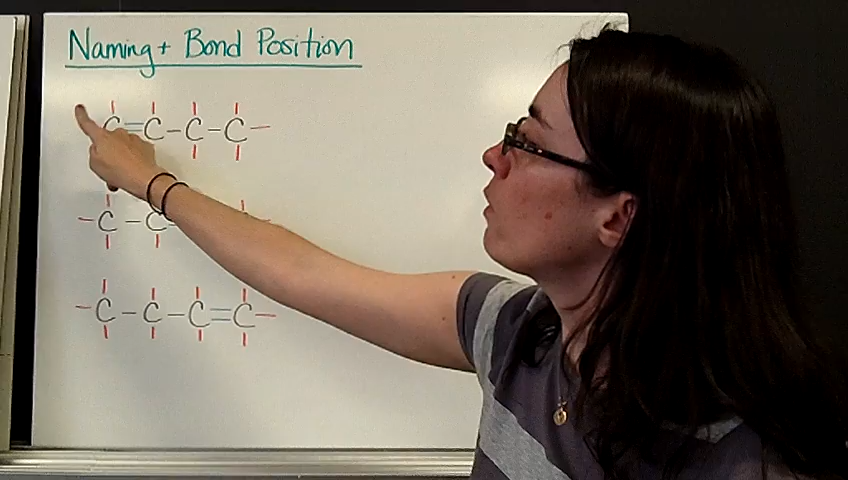 Naming + Bond Position
C=C-C-C-
-C-C
-C-C-C=C-